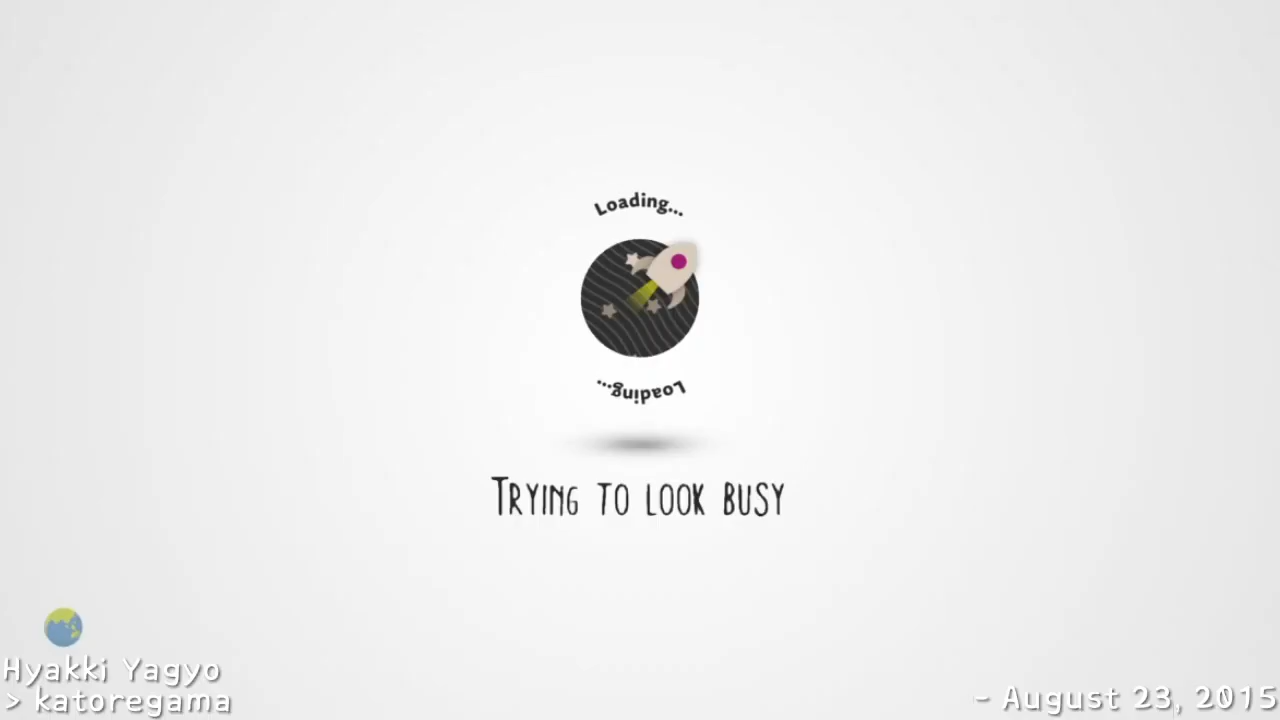 Loading...
Loading...
Trying to look busy
Hyakki Yagyo
> katoregama
- August 23, 2015